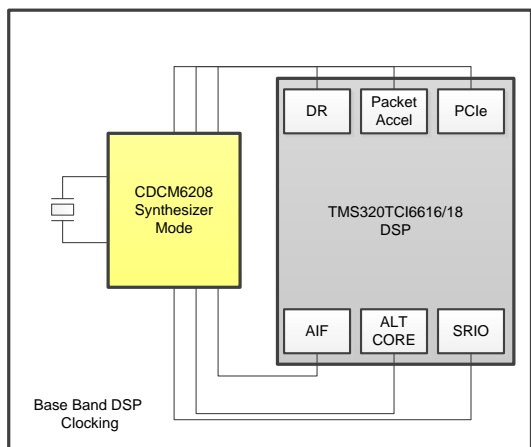 DR
Packet
Accel
PCIe
CDCM6208
Synthesizer
Mode
TMS320TCI6616/18
DSP
AIF
ALT
CORE
SRIO
Base Band DSP
Clocking